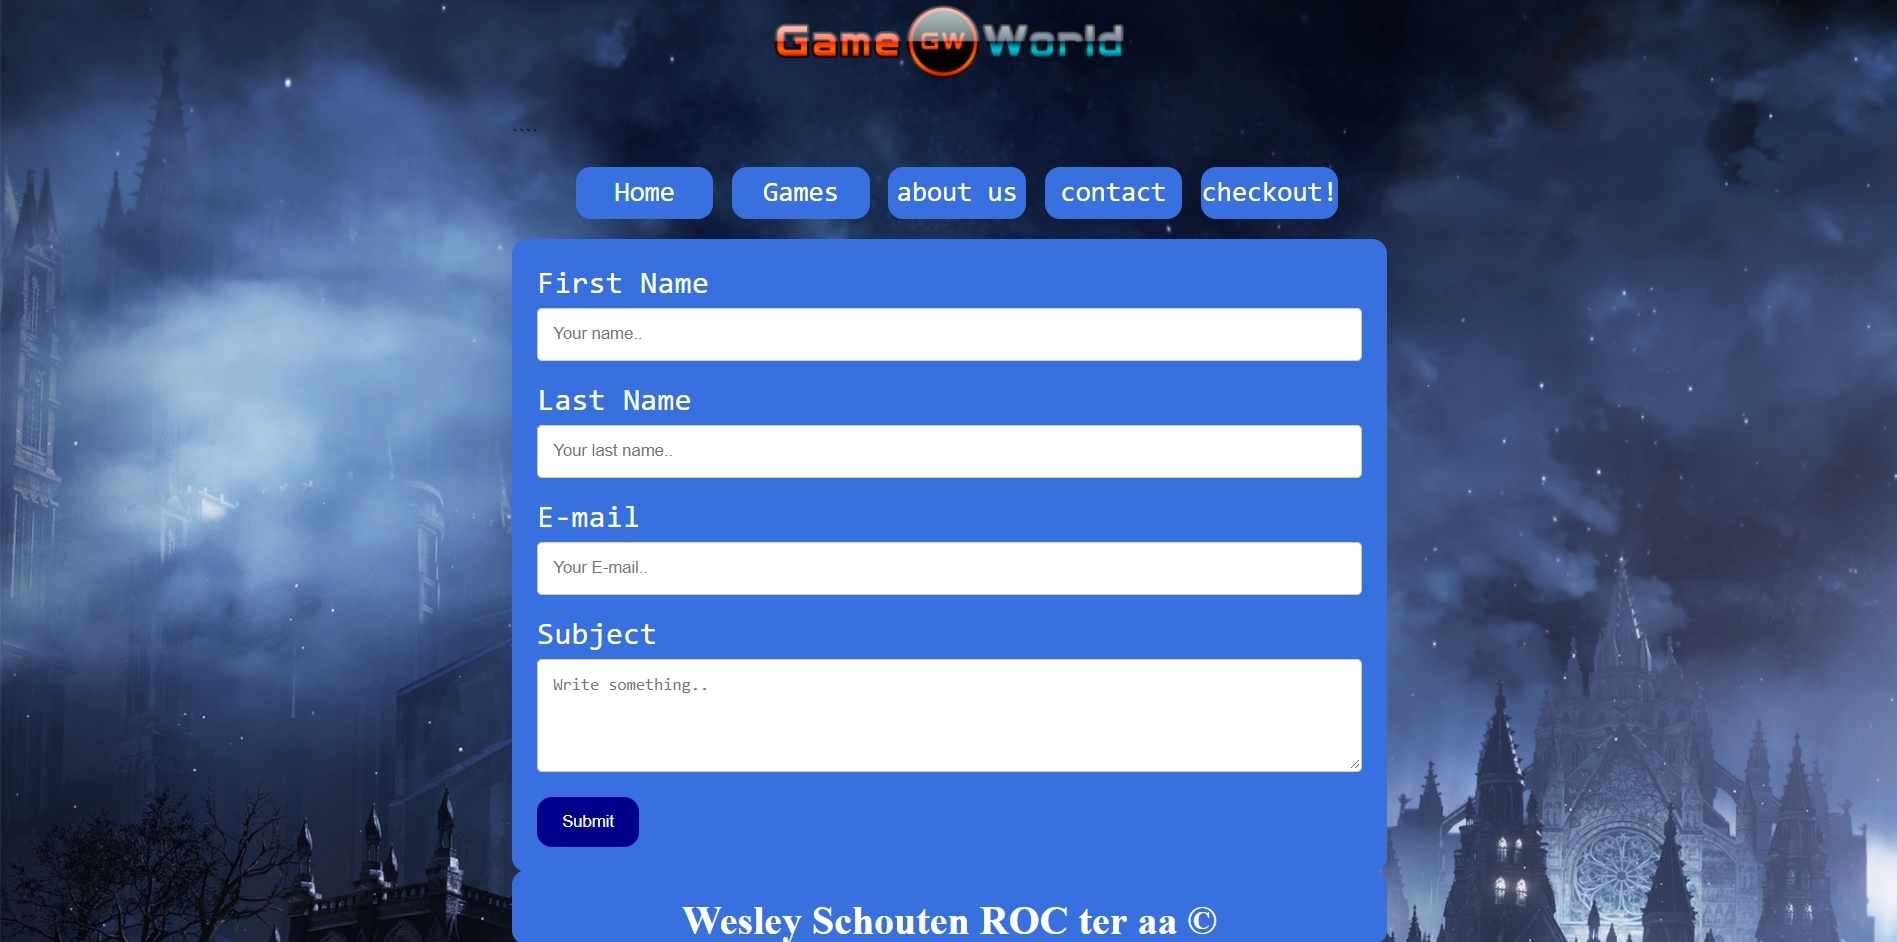 Game GW World
````
Home Games about us contact checkout!
First Name
Your name..
Last Name
Your last name..
E-mail
Your E-mail..
Subject
Write something..
Submit
Wesley Schouten ROC ter aa ©